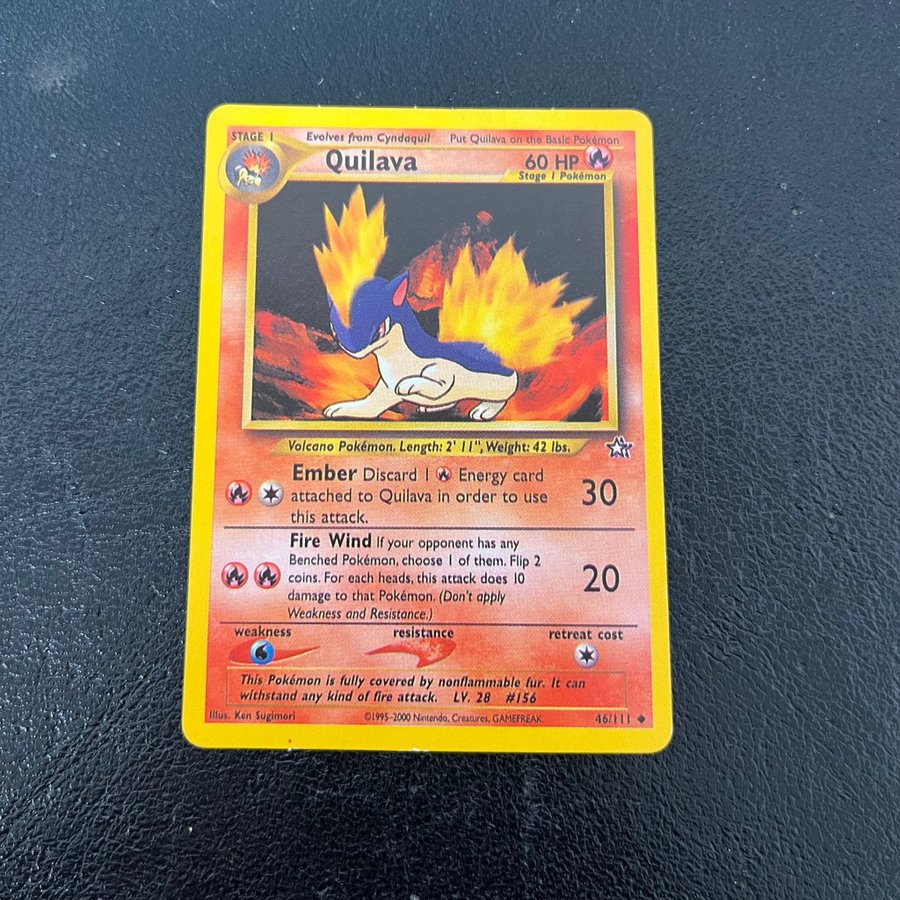 STAGE 1 Evolves from Cyndaquil Put Quilava on the Basic Pokémon
Quilava 60 HP
Stage 1 Pokémon
Volcano Pokémon. Length: 2' 11", Weight: 42 lbs.
Ember Discard 1 Energy card
attached to Quilava in order to use
this attack.
30
Fire Wind If your opponent has any
Benched Pokémon, choose 1 of them. Flip 2
coins. For each heads, this attack does 10
damage to that Pokémon. (Don't apply
Weakness and Resistance.)
20
weakness resistance retreat cost
This Pokémon is fully covered by nonflammable fur. It can
withstand any kind of fire attack. LV. 28 #156
Illus. Ken Sugimori ©1995-2000 Nintendo, Creatures, GAMEFREAK. 46/111